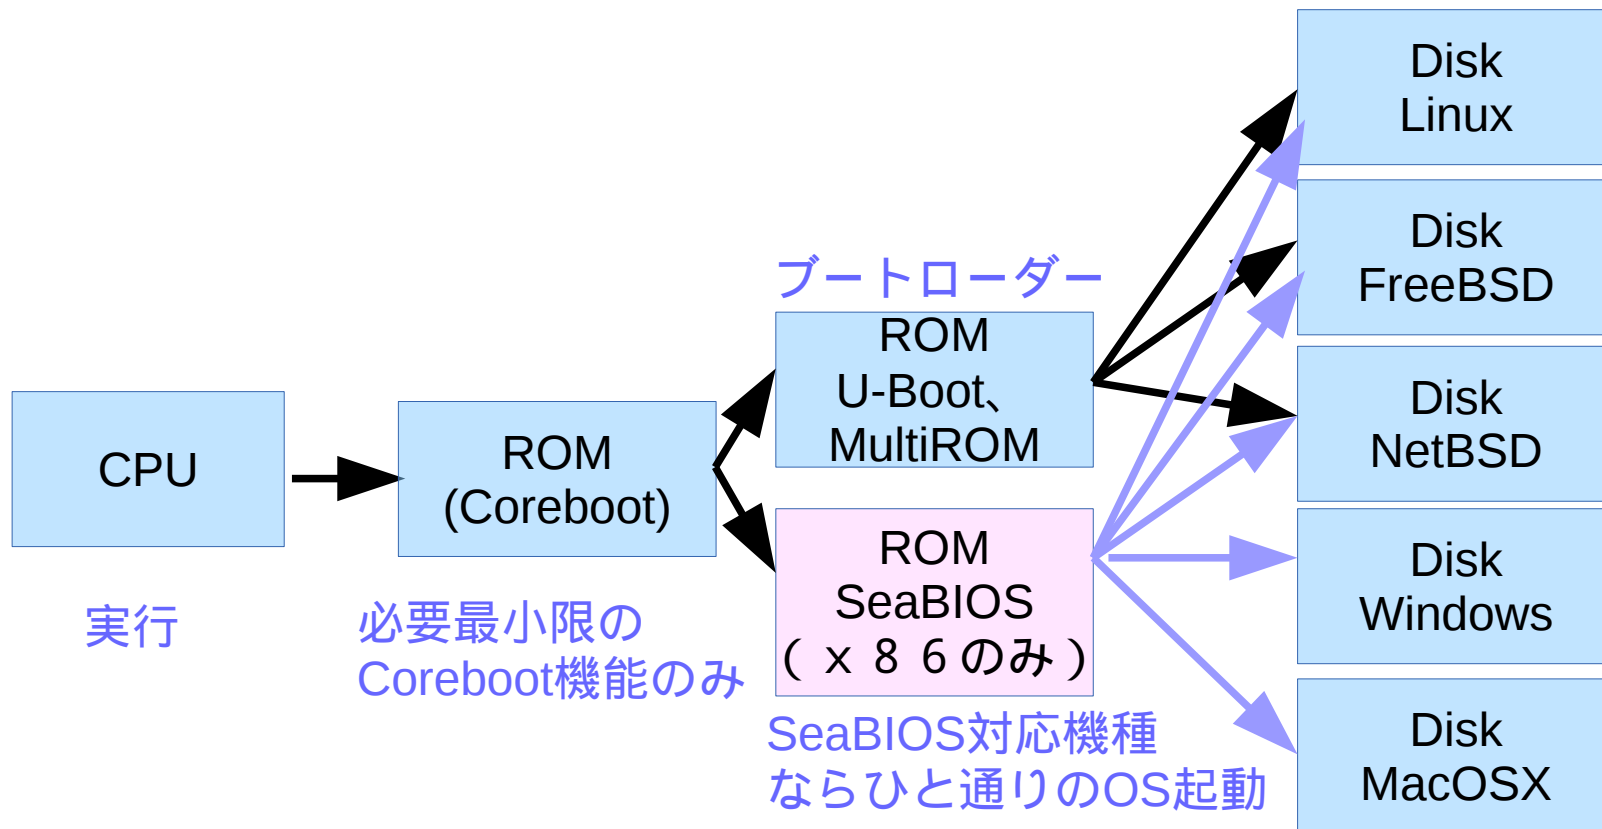 CPU
実行
ROM
(Coreboot)
必要最小限の
Coreboot機能のみ
ブートローダー
ROM
U-Boot、
MultiROM
ROM
SeaBIOS
（ｘ８６のみ）
SeaBIOS対応機種
ならひと通りのOS起動
Disk
Linux
Disk
FreeBSD
Disk
NetBSD
Disk
Windows
Disk
MacOSX